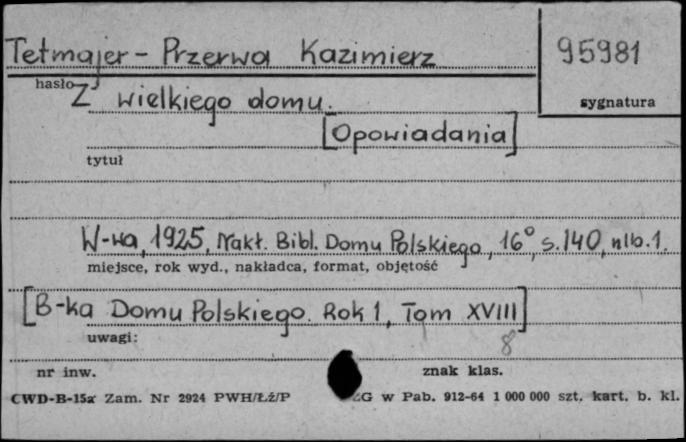 Tetmajer - Przerwa Kazimierz 95981
hasło sygnatura
Z wielkiego domu.
[Opowiadania]
tytuł
W-wa, 1925, Nakł. Bibl. Domu Polskiego, 16°, s. 140, nlb. 1.
miejsce, rok wyd., nakładca, format, objętość
[B-ka Domu Polskiego. Rok 1, Tom XVIII]
uwagi: 8
nr inw. znak klas.
CWD-B-15a Zam. Nr 2924 PWH/Łź/P ZG w Pab. 912-64 1 000 000 szt. kart. b. kl.